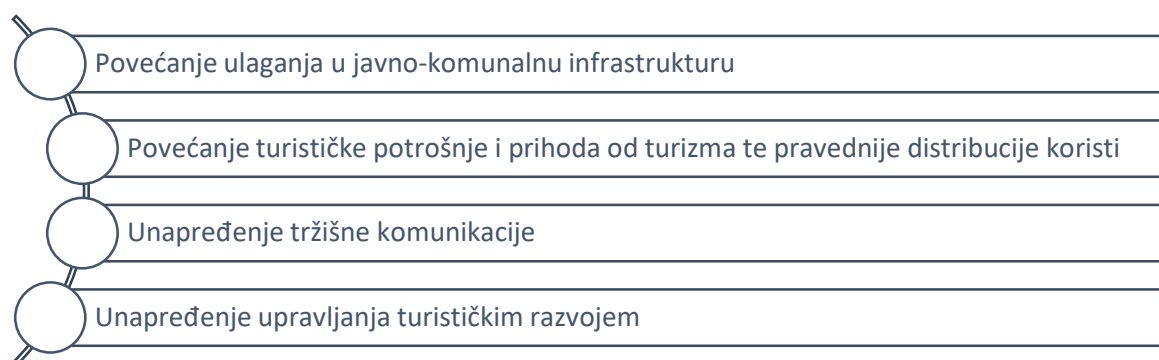 Povećanje ulaganja u javno-komunalnu infrastrukturu
Povećanje turističke potrošnje i prihoda od turizma te pravednije distribucije koristi
Unapređenje tržišne komunikacije
Unapređenje upravljanja turističkim razvojem